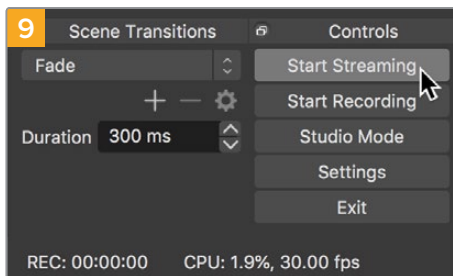 9
Scene Transitions
Controls
Fade
Start Streaming
Start Recording
Duration 300 ms
Studio Mode
Settings
Exit
REC: 00:00:00 CPU: 1.9%, 30.00 fps